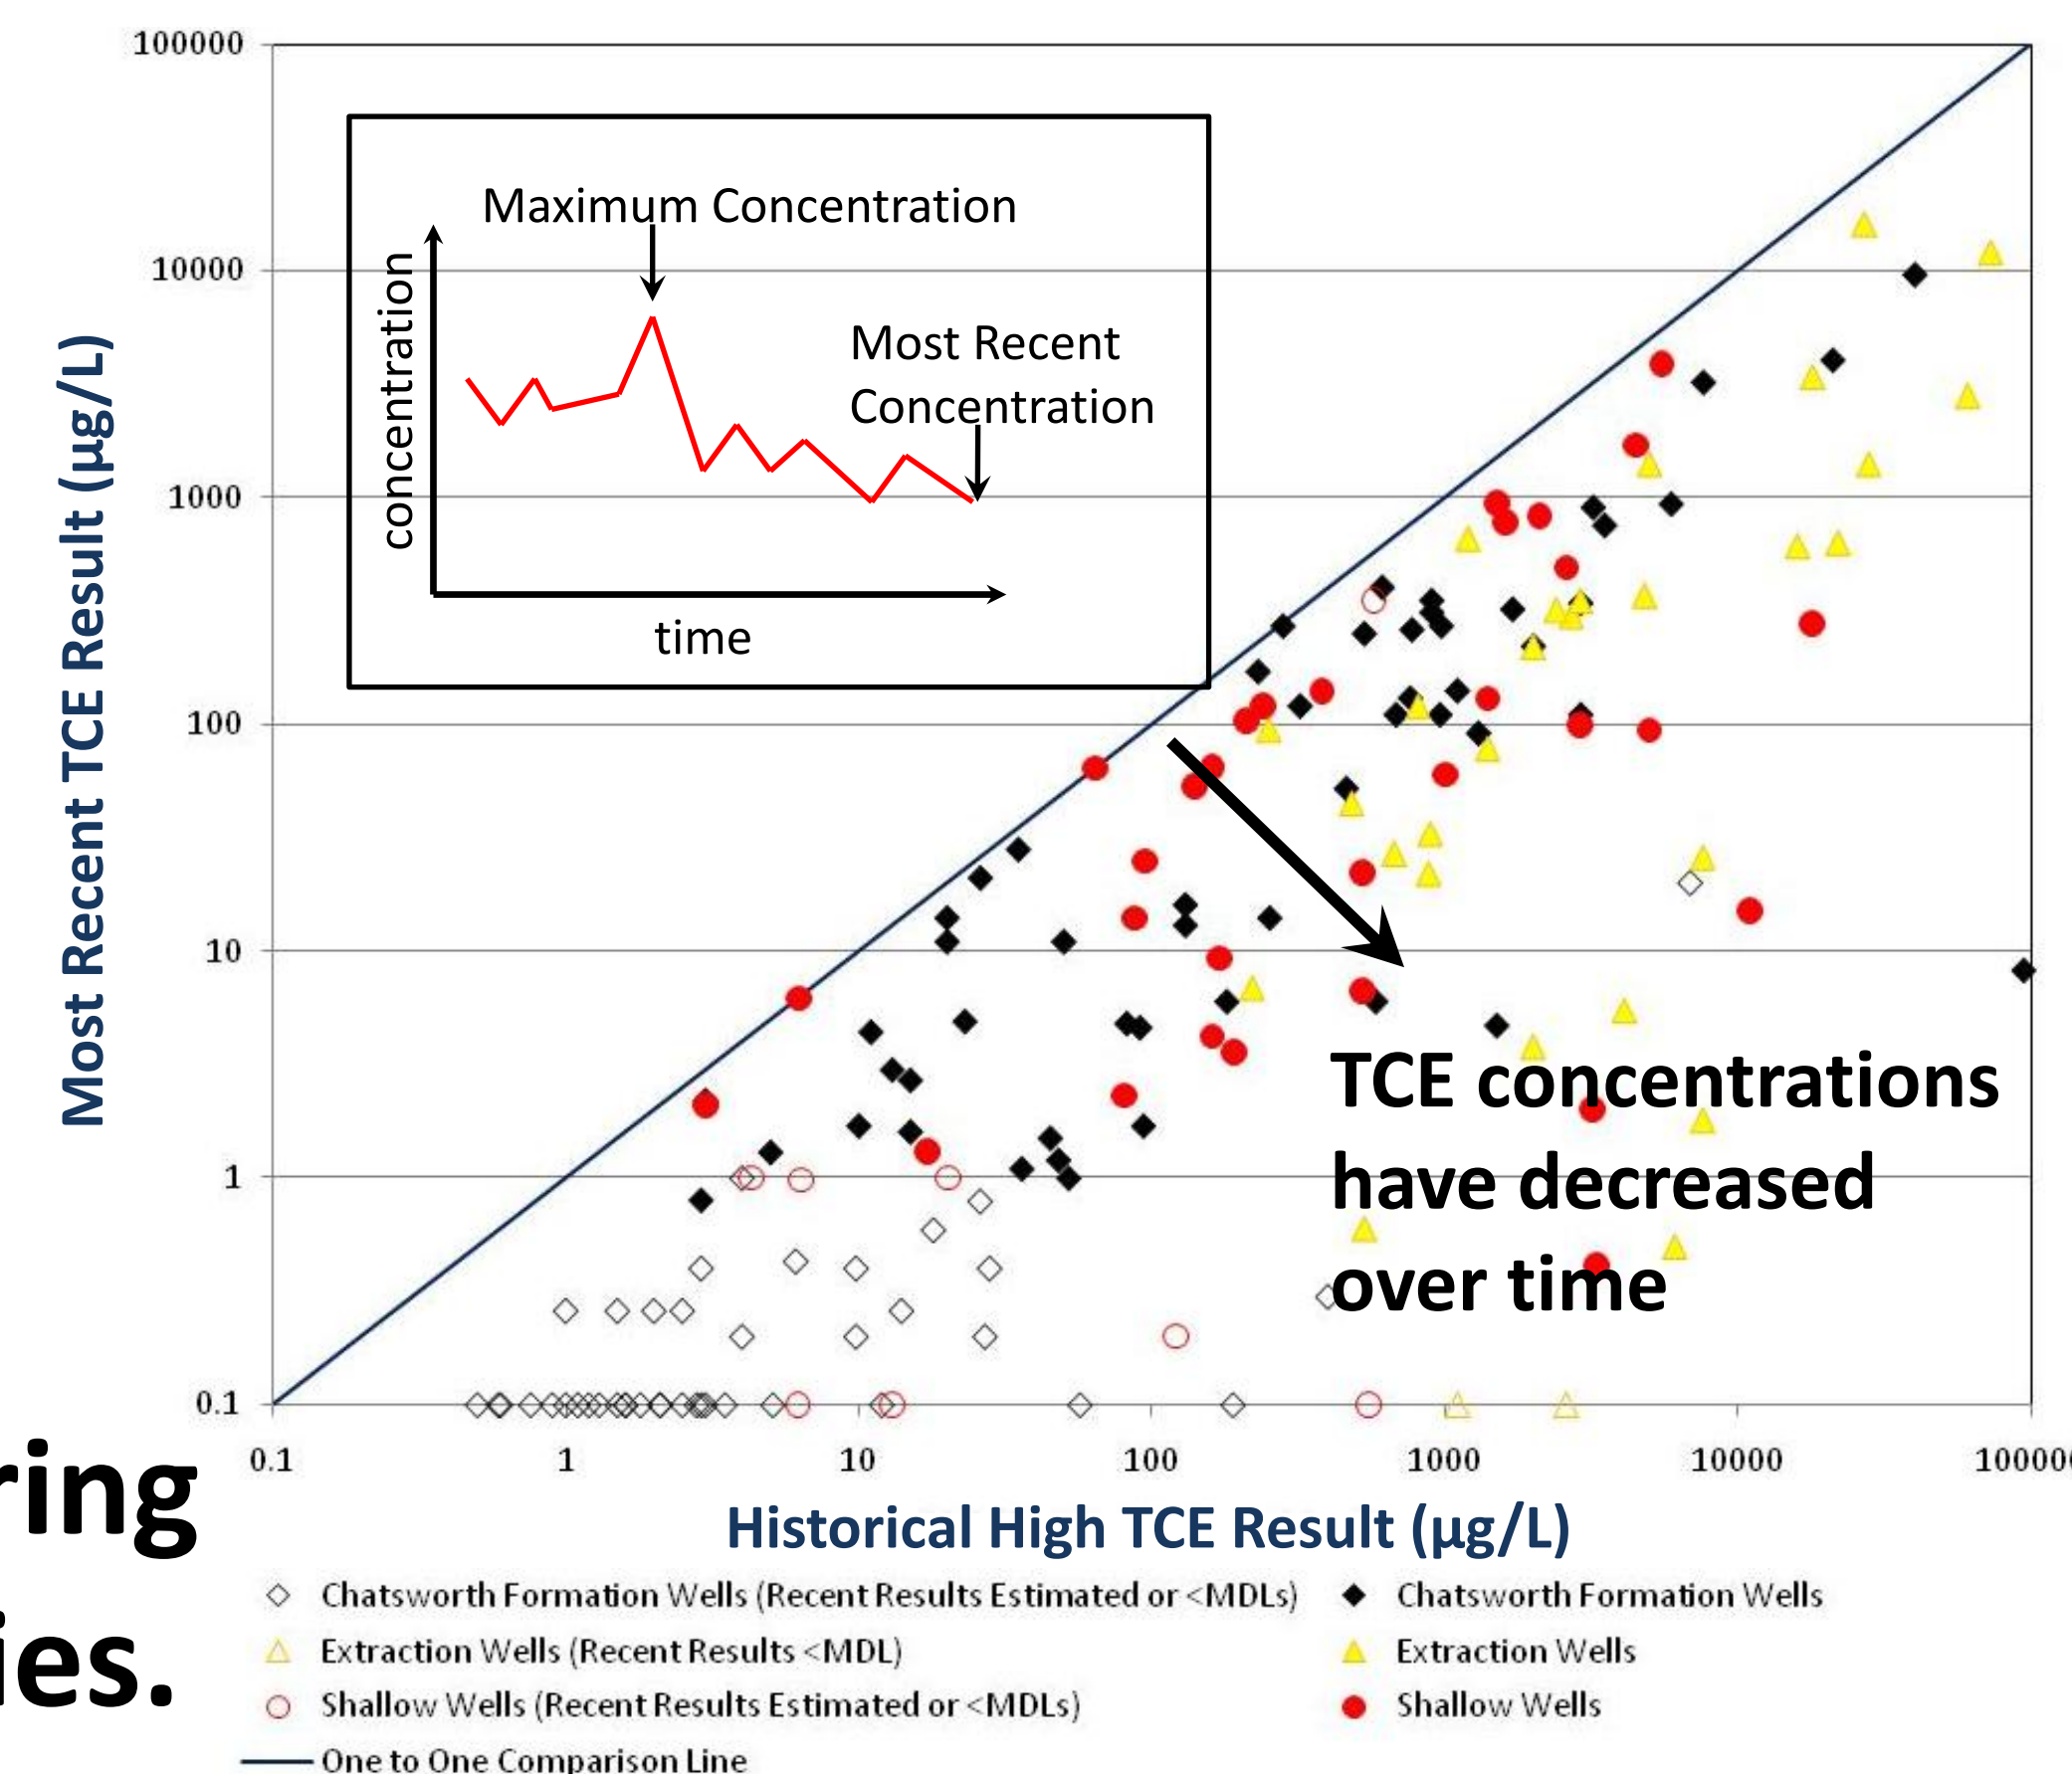 100000
10000
1000
100
10
1
0.1
Most Recent TCE Result (µg/L)
Maximum Concentration
concentration
Most Recent
Concentration
time
TCE concentrations
have decreased
over time
0.1 1 10 100 1000 10000
Historical High TCE Result (µg/L)
ring
ies.
Chatsworth Formation Wells (Recent Results Estimated or <MDLs)
Chatsworth Formation Wells
Extraction Wells (Recent Results <MDL)
Extraction Wells
Shallow Wells (Recent Results Estimated or <MDLs)
Shallow Wells
One to One Comparison Line